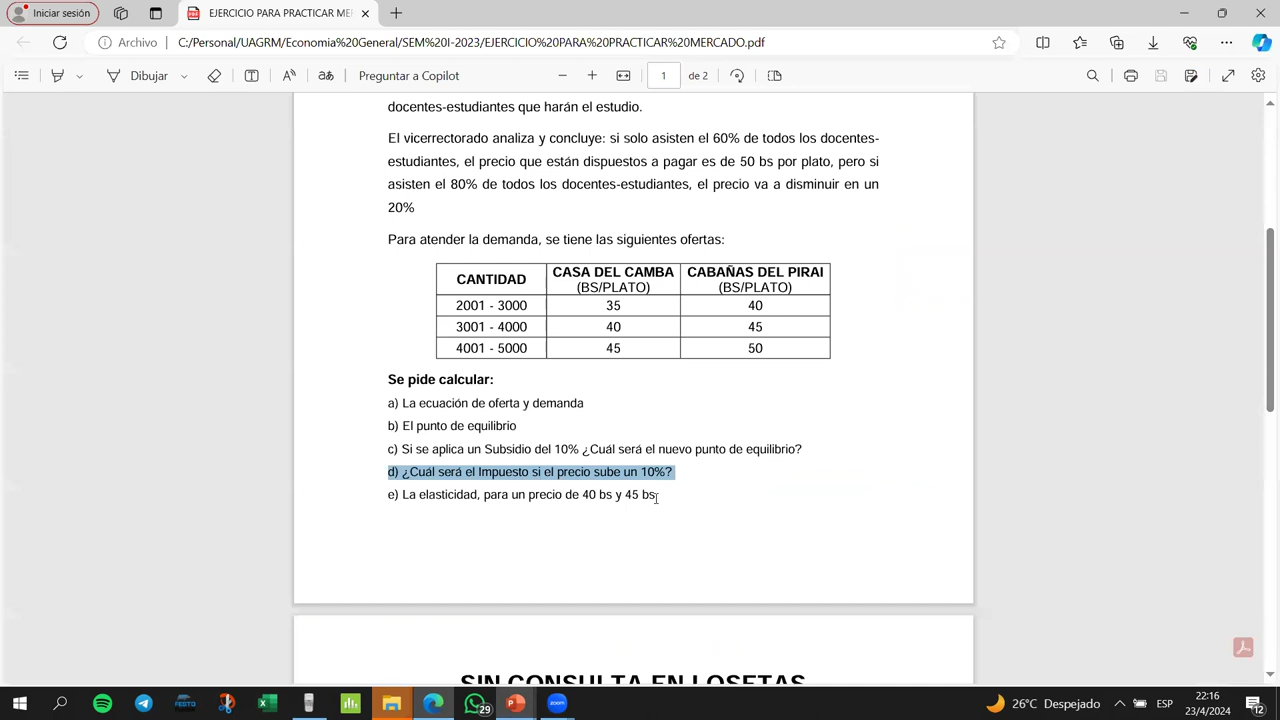 Iniciar sesión
EJERCICIO PARA PRACTICAR MER
Archivo
C:/Personal/UAGRM/Economia%20General/SEM%20I-2023/EJERCICIO%20PARA%20PRACTICAR%20MERCADO.pdf
Dibujar
Preguntar a Copilot
1
de 2
docentes-estudiantes que harán el estudio.
El vicerrectorado analiza y concluye: si solo asisten el 60% de todos los docentes-
estudiantes, el precio que están dispuestos a pagar es de 50 bs por plato, pero si
asisten el 80% de todos los docentes-estudiantes, el precio va a disminuir en un
20%
Para atender la demanda, se tiene las siguientes ofertas:
CANTIDAD CASA DEL CAMBA (BS/PLATO) CABAÑAS DEL PIRAI (BS/PLATO)
2001 - 3000 35 40
3001 - 4000 40 45
4001 - 5000 45 50
Se pide calcular:
a) La ecuación de oferta y demanda
b) El punto de equilibrio
c) Si se aplica un Subsidio del 10% ¿Cuál será el nuevo punto de equilibrio?
d) ¿Cuál será el Impuesto si el precio sube un 10%?
e) La elasticidad, para un precio de 40 bs y 45 bs
SIN CONSULTA EN LOSETAS
FESTO
29
zoom
26°C Despejado
ESP
22:16
23/4/2024
12